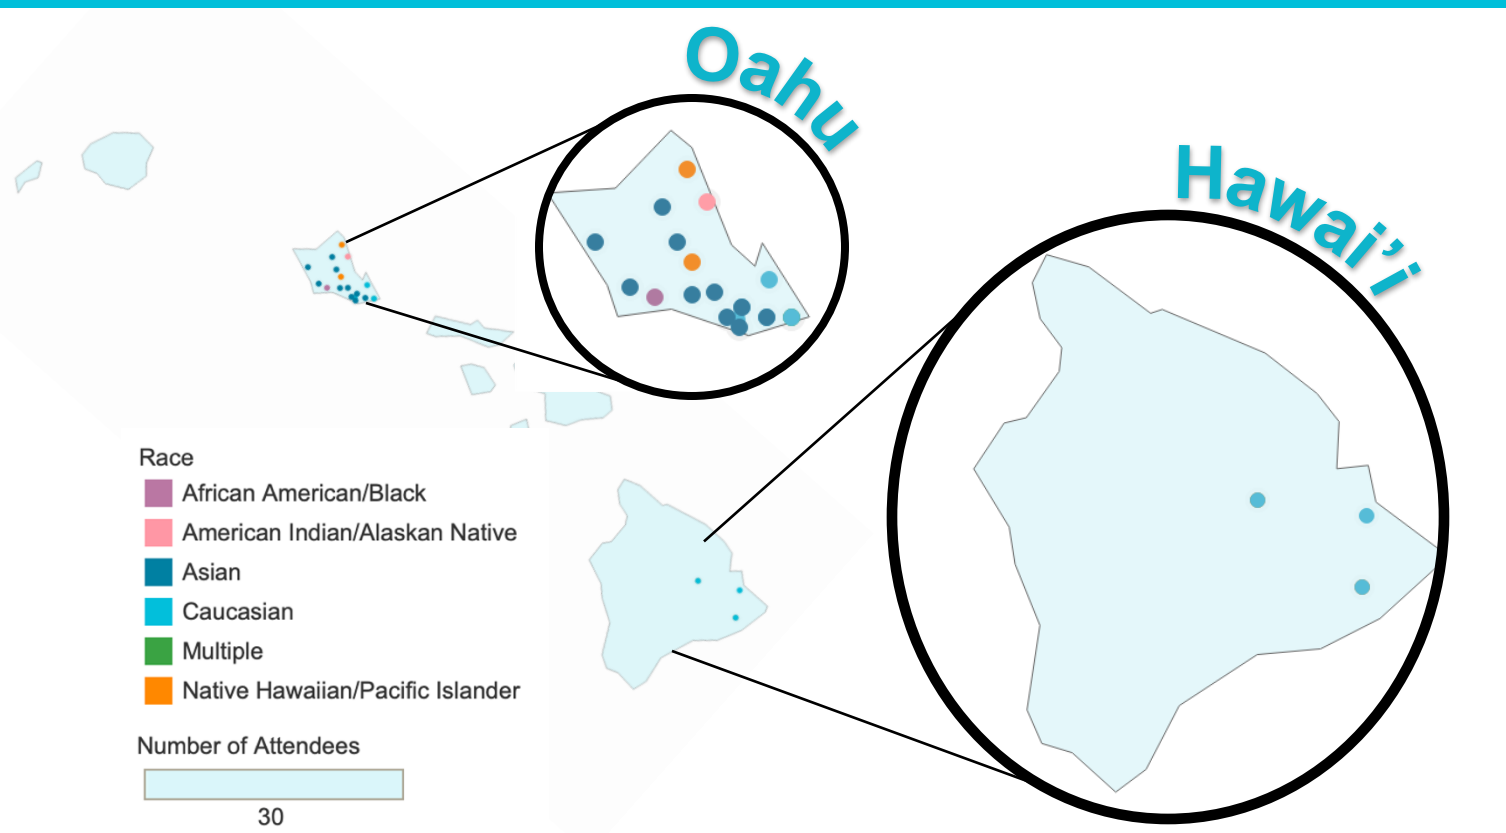 Oahu
Hawai’i
Race
African American/Black
American Indian/Alaskan Native
Asian
Caucasian
Multiple
Native Hawaiian/Pacific Islander
Number of Attendees
30